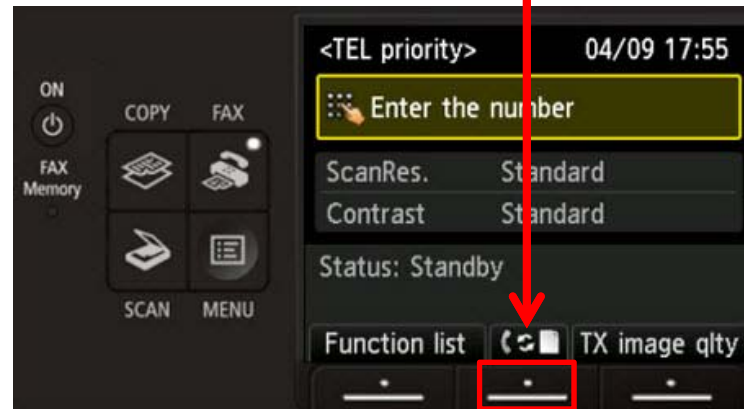 <TEL priority> 04/09 17:55
ON
COPY FAX
Enter the number
FAX
Memory
ScanRes. Standard
Contrast Standard
Status: Standby
SCAN MENU
Function list TX image qlty